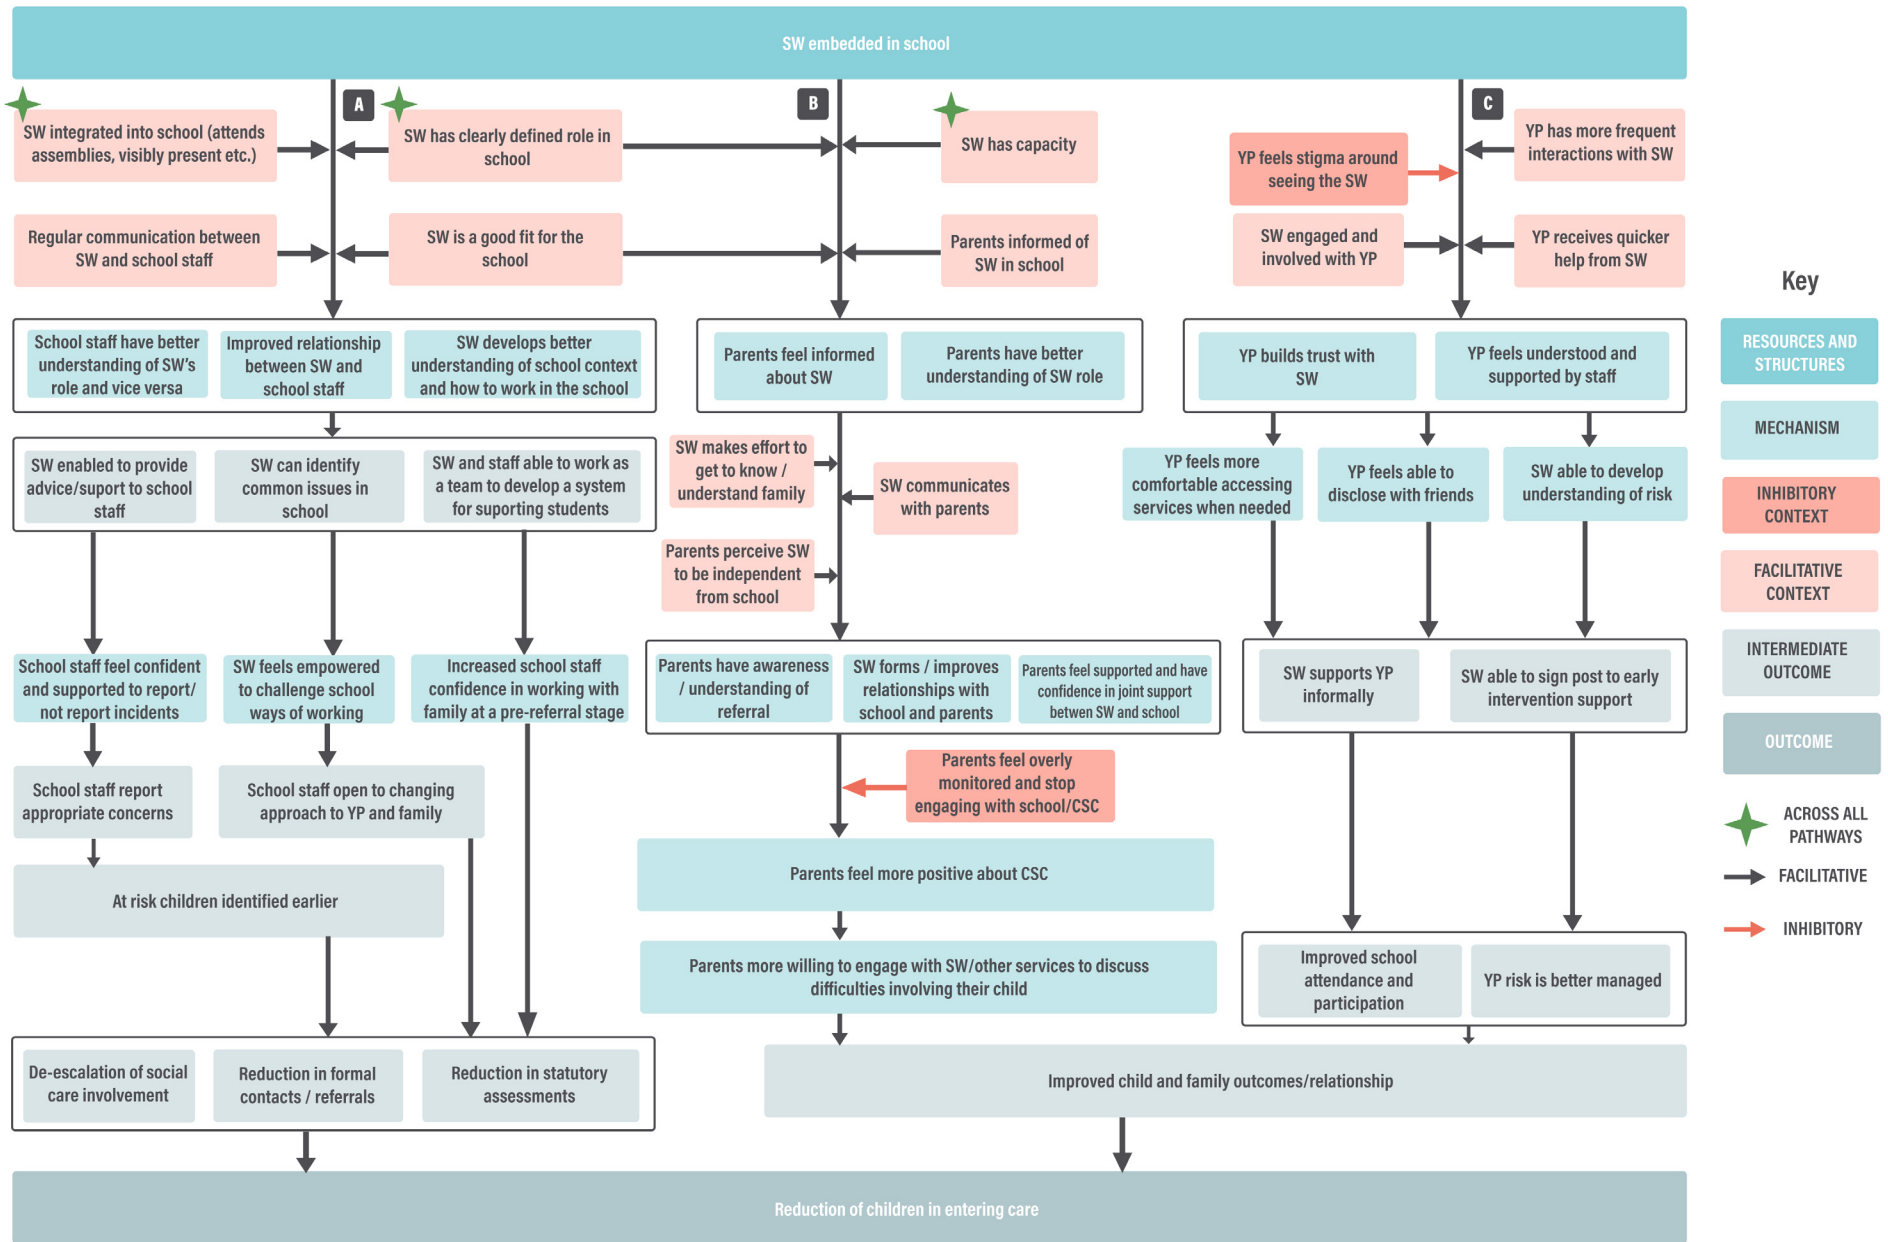 SW embedded in school
A
B
C
SW integrated into school (attends
assemblies, visibly present etc.)
SW has clearly defined role in
school
SW has capacity
YP feels stigma around
seeing the SW
YP has more frequent
interactions with SW
Regular communication between
SW and school staff
SW is a good fit for the
school
Parents informed of
SW in school
SW engaged and
involved with YP
YP receives quicker
help from SW
School staff have better
understanding of SW's
role and vice versa
Improved relationship
between SW and
school staff
SW develops better
understanding of school context
and how to work in the school
Parents feel informed
about SW
Parents have better
understanding of SW role
YP builds trust with
SW
YP feels understood and
supported by staff
SW enabled to provide
advice/suport to school
staff
SW can identify
common issues in
school
SW and staff able to work as
a team to develop a system
for suporting students
SW makes effort to
get to know /
understand family
SW communicates
with parents
Parents perceive SW
to be independent
from school
YP feels more
comfortable accessing
services when needed
YP feels able to
disclose with friends
SW able to develop
understanding of risk
School staff feel confident
and supported to report/
not report incidents
SW feels empowered
to challenge school
ways of working
Increased school staff
confidence in working with
family at a pre-referral stage
Parents have awareness
/ understanding of
referral
SW forms / improves
relationships with
school and parents
Parents feel supported and have
confidence in joint support
betwen SW and school
SW supports YP
informally
SW able to sign post to early
intervention support
School staff report
appropriate concerns
School staff open to changing
approach to YP and family
Parents feel overly
monitored and stop
engaging with school/CSC
At risk children identified earlier
Parents feel more positive about CSC
Parents more willing to engage with SW/other services to discuss
difficulties involving their child
Improved school
attendance and
participation
YP risk is better managed
De-escalation of social
care involvement
Reduction in formal
contacts / referrals
Reduction in statutory
assessments
Improved child and family outcomes/relationship
Reduction of children in entering care
Key
RESOURCES AND
STRUCTURES
MECHANISM
INHIBITORY
CONTEXT
FACILITATIVE
CONTEXT
INTERMEDIATE
OUTCOME
OUTCOME
ACROSS ALL
PATHWAYS
FACILITATIVE
INHIBITORY